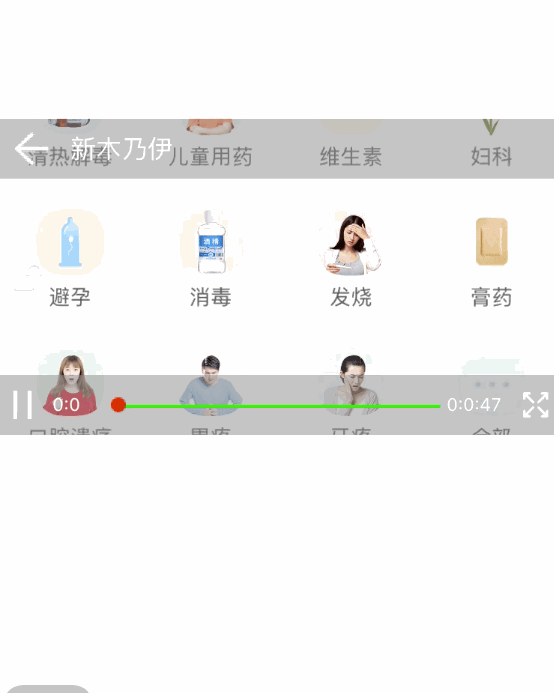 新木乃伊
清热解毒 儿童用药 维生素 妇科
酒精
避孕 消毒 发烧 膏药
0:0 0:0:47
口腔溃疡 胃疼 牙疼 全部